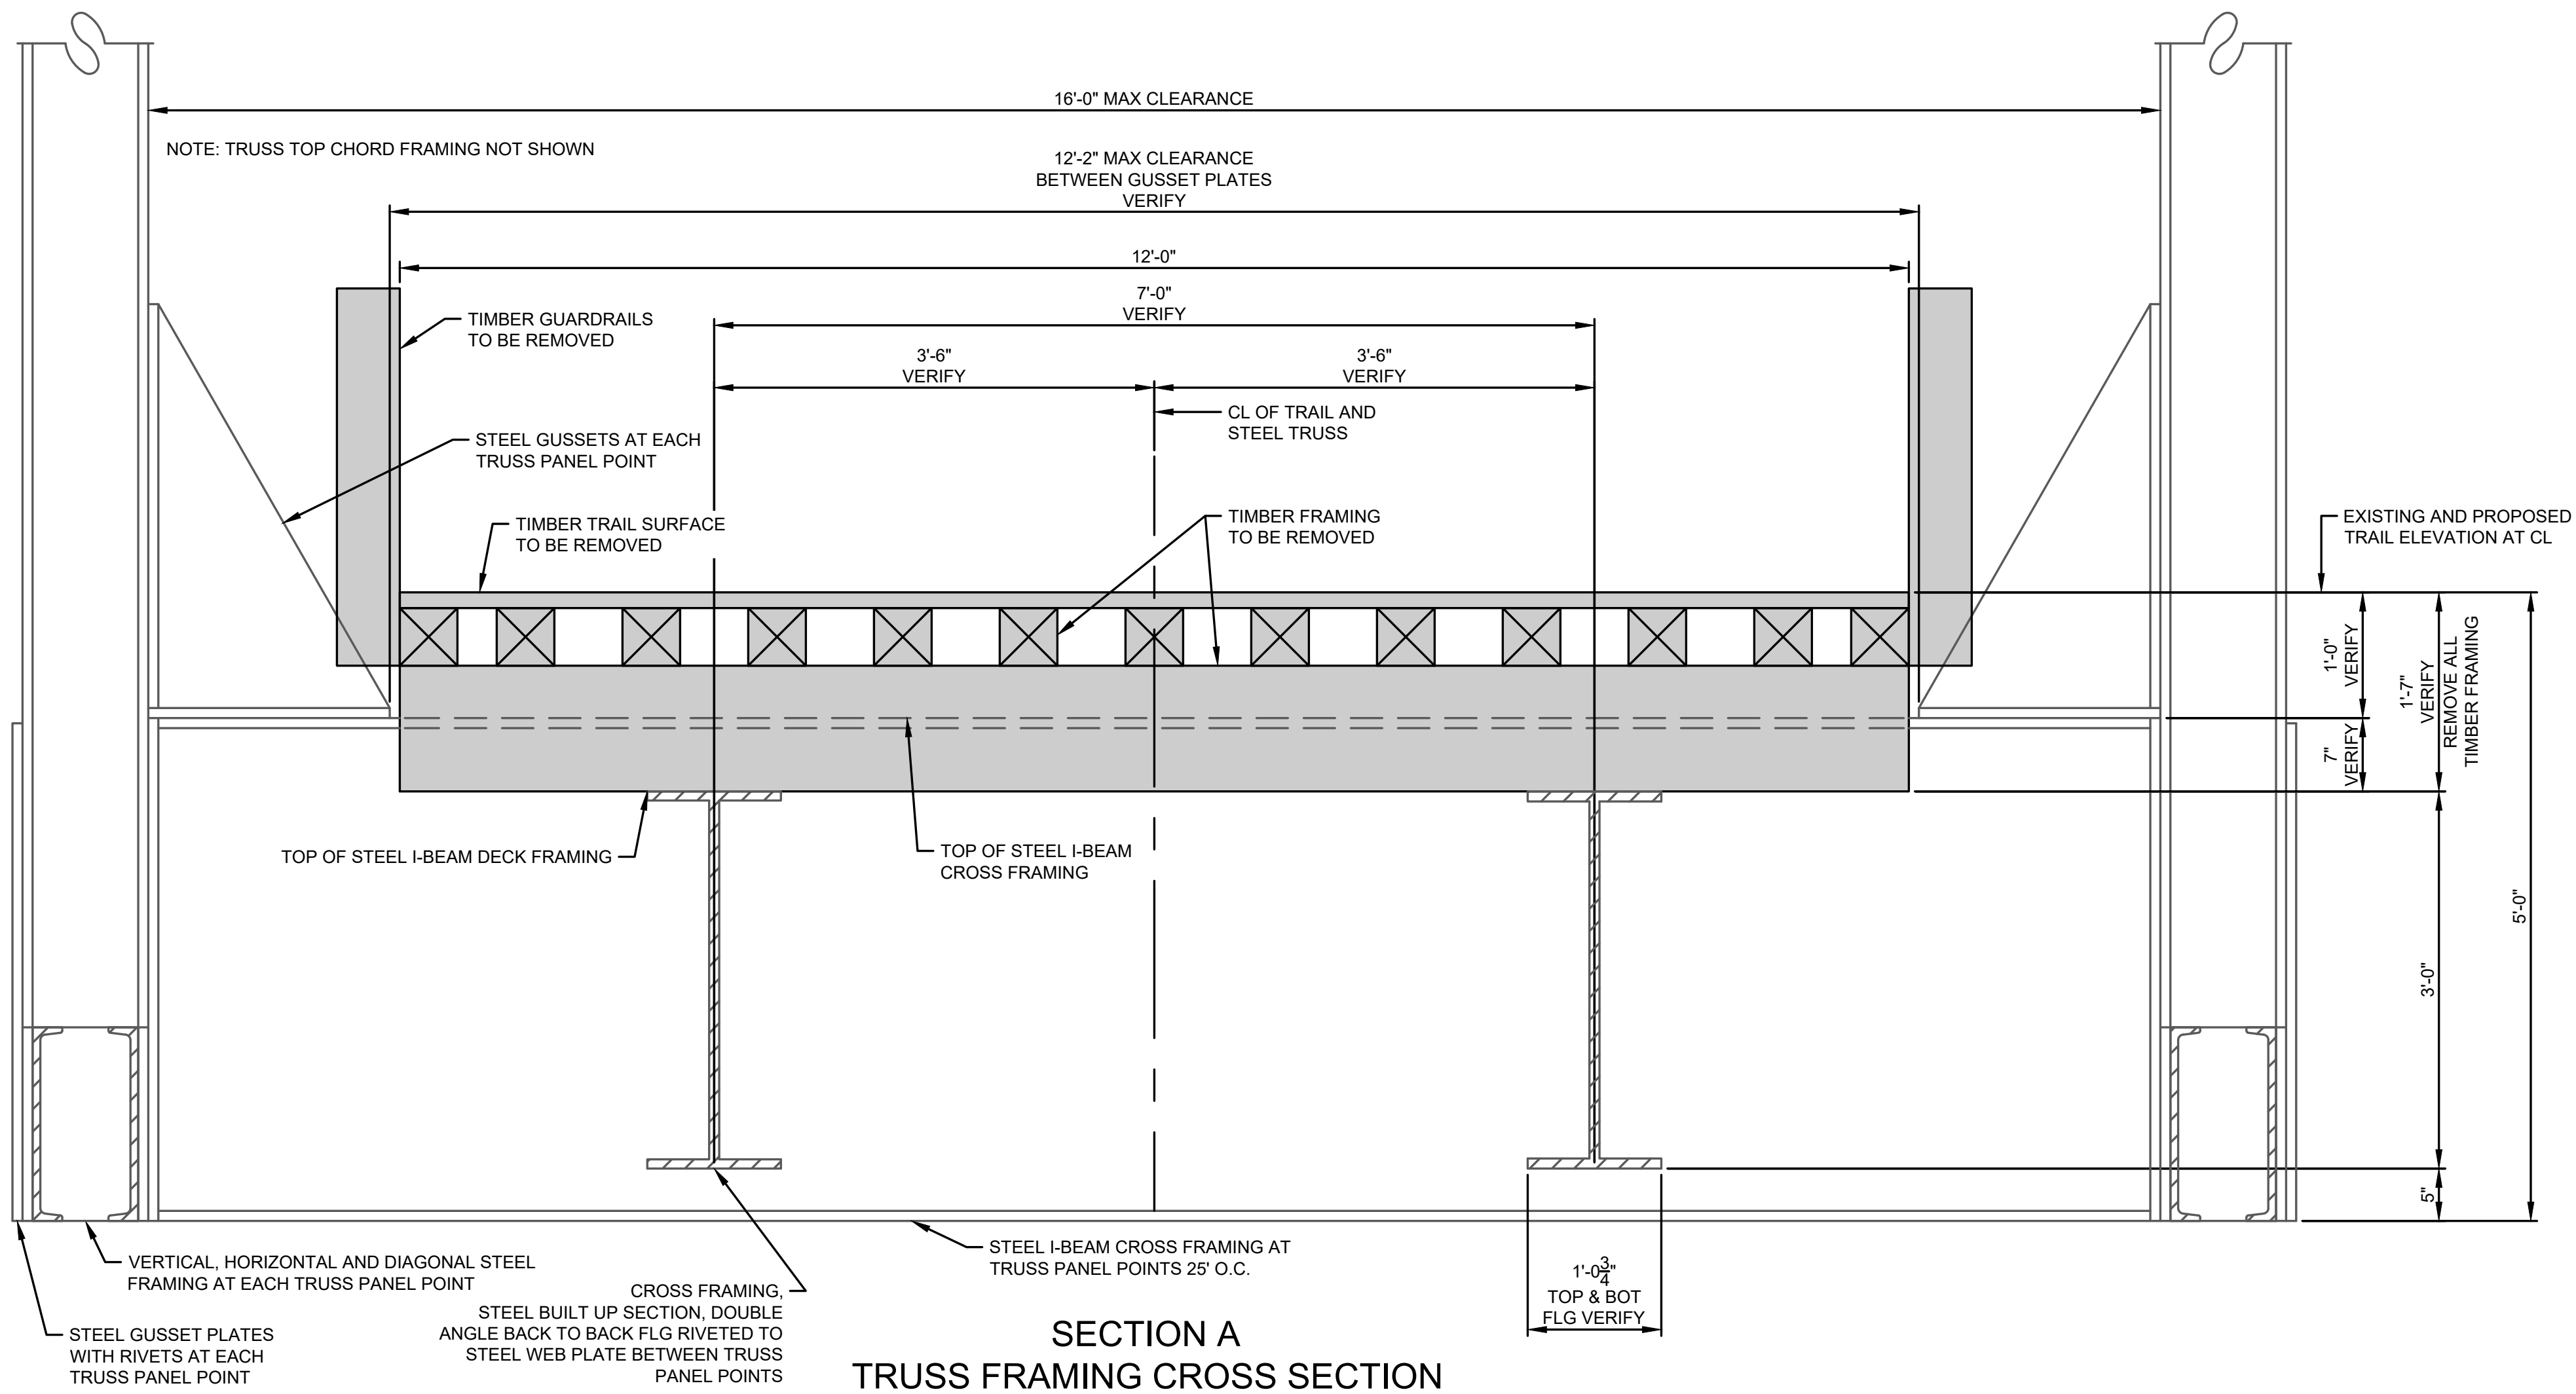 16'-0" MAX CLEARANCE
NOTE: TRUSS TOP CHORD FRAMING NOT SHOWN
12'-2" MAX CLEARANCE
BETWEEN GUSSET PLATES
VERIFY
12'-0"
7'-0"
VERIFY
TIMBER GUARDRAILS
TO BE REMOVED
3'-6"
VERIFY
3'-6"
VERIFY
CL OF TRAIL AND
STEEL TRUSS
STEEL GUSSETS AT EACH
TRUSS PANEL POINT
TIMBER TRAIL SURFACE
TO BE REMOVED
TIMBER FRAMING
TO BE REMOVED
EXISTING AND PROPOSED
TRAIL ELEVATION AT CL
1'-0"
VERIFY
7"
VERIFY
1'-7"
VERIFY
REMOVE ALL
TIMBER FRAMING
5'-0"
3'-0"
5"
TOP OF STEEL I-BEAM DECK FRAMING
TOP OF STEEL I-BEAM
CROSS FRAMING
VERTICAL, HORIZONTAL AND DIAGONAL STEEL
FRAMING AT EACH TRUSS PANEL POINT
STEEL GUSSET PLATES
WITH RIVETS AT EACH
TRUSS PANEL POINT
CROSS FRAMING,
STEEL BUILT UP SECTION, DOUBLE
ANGLE BACK TO BACK FLG RIVETED TO
STEEL WEB PLATE BETWEEN TRUSS
PANEL POINTS
STEEL I-BEAM CROSS FRAMING AT
TRUSS PANEL POINTS 25' O.C.
1'-0 3/4"
TOP & BOT
FLG VERIFY
SECTION A
TRUSS FRAMING CROSS SECTION